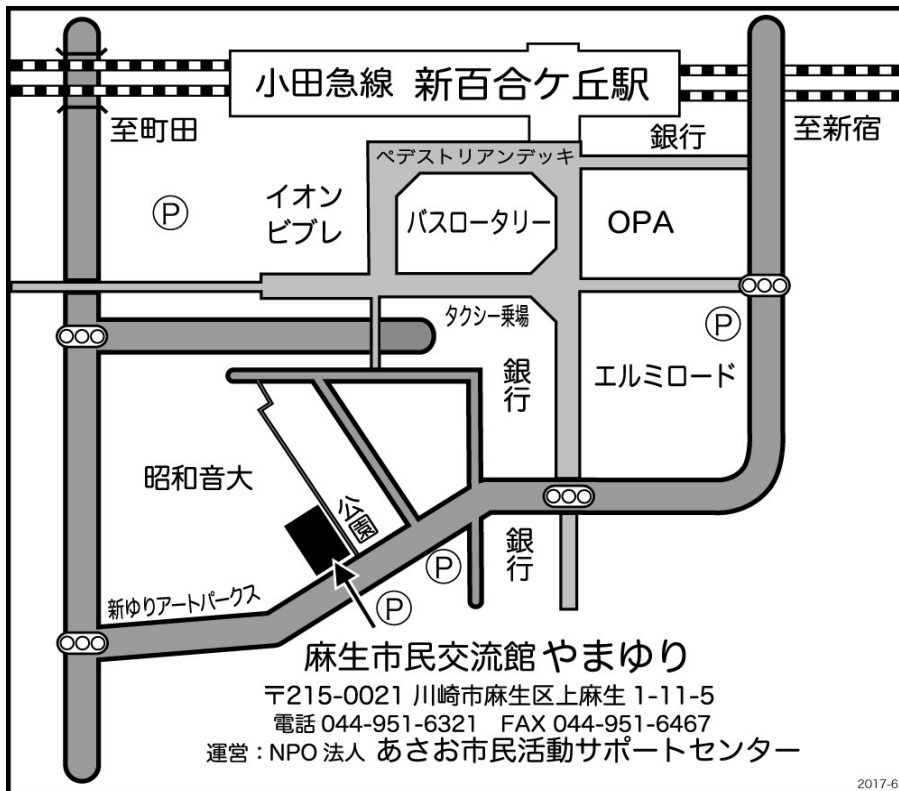 小田急線 新百合ケ丘駅
至町田
銀行
至新宿
ペデストリアンデッキ
イオン
ビブレ
バスロータリー
OPA
Ⓟ
タクシー乗場
Ⓟ
銀行
エルミロード
昭和音大
公園
銀行
Ⓟ
新ゆりアートパークス
Ⓟ
麻生市民交流館 やまゆり
〒215-0021 川崎市麻生区上麻生 1-11-5
電話 044-951-6321 FAX 044-951-6467
運営：NPO 法人 あさお市民活動サポートセンター
2017-6